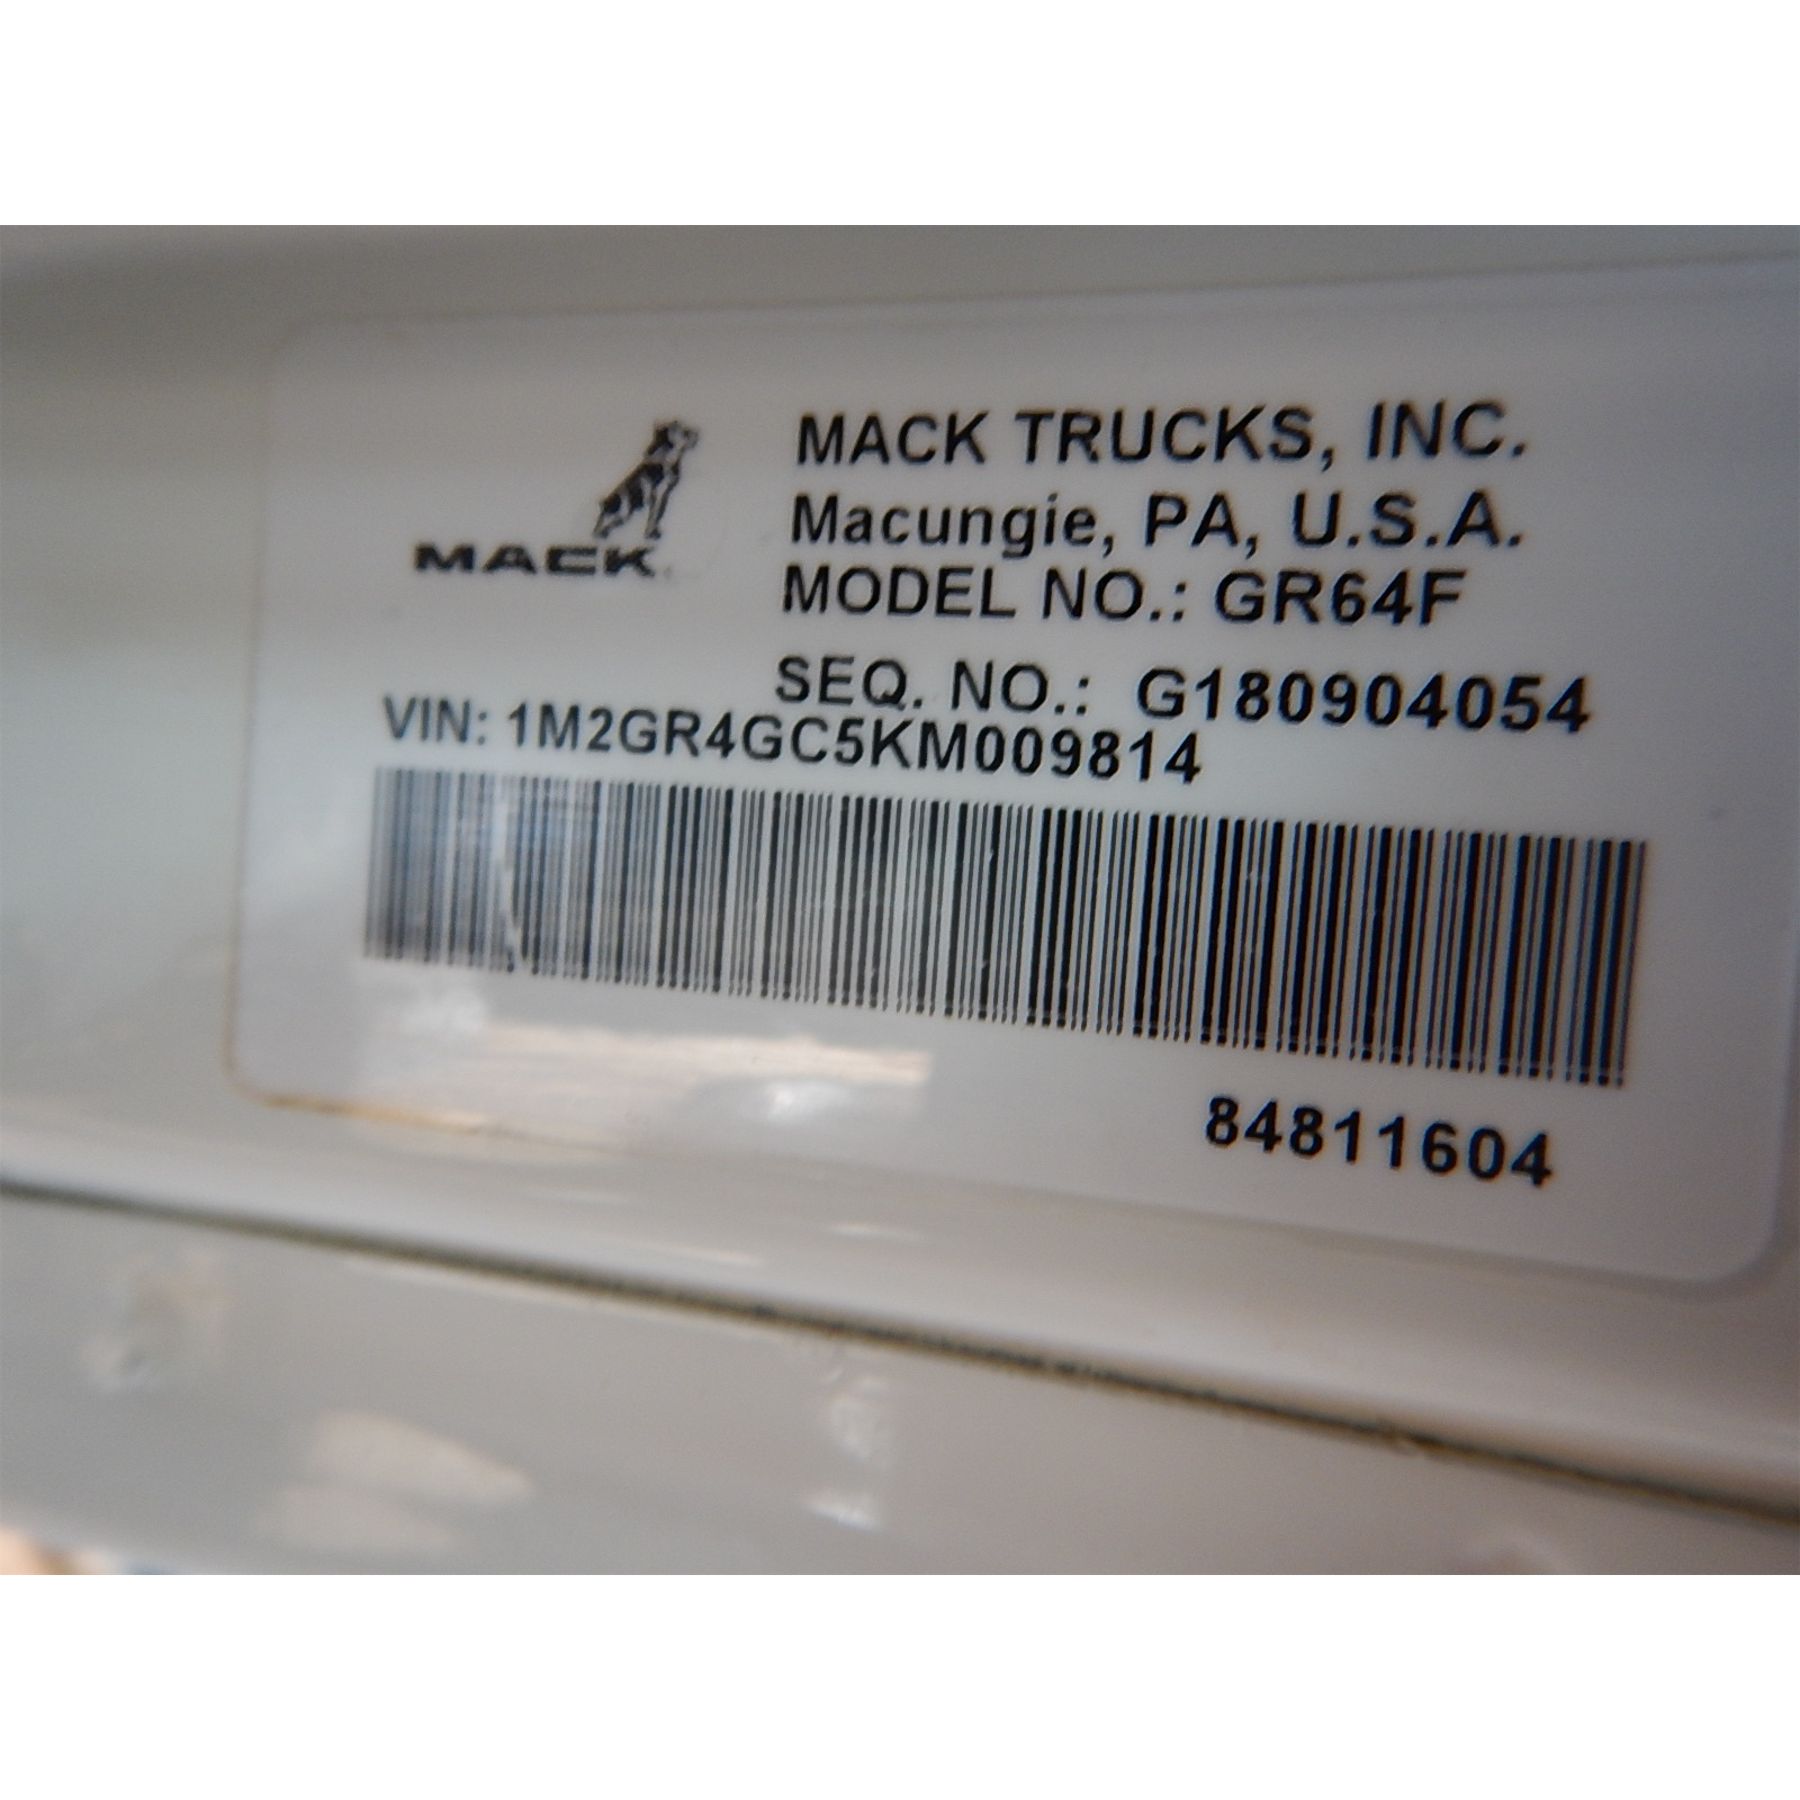 MACK
MACK TRUCKS, INC.
Macungie, PA, U.S.A.
MODEL NO.: GR64F
SEQ. NO.: G180904054
VIN: 1M2GR4GC5KM009814
84811604